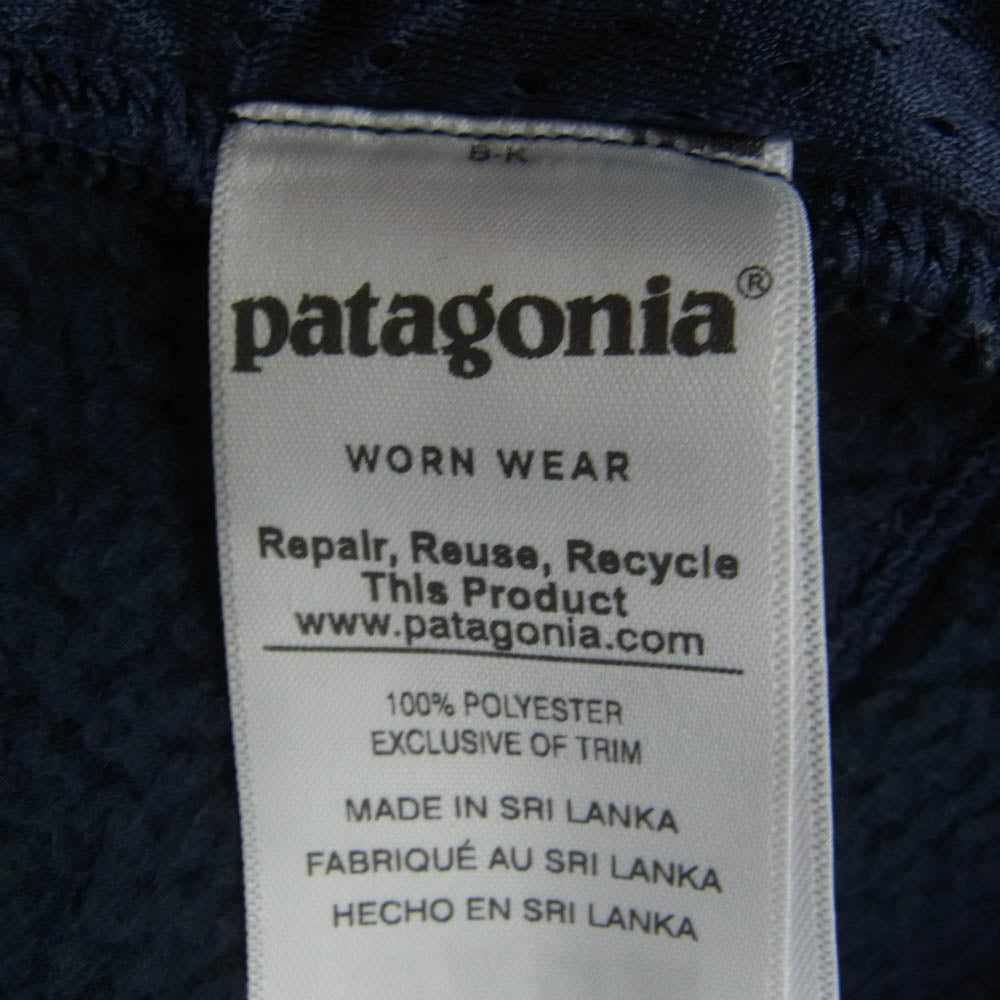 B-K
patagonia®
WORN WEAR
Repair, Reuse, Recycle
This Product
www.patagonia.com
100% POLYESTER
EXCLUSIVE OF TRIM
MADE IN SRI LANKA
FABRIQUÉ AU SRI LANKA
HECHO EN SRI LANKA